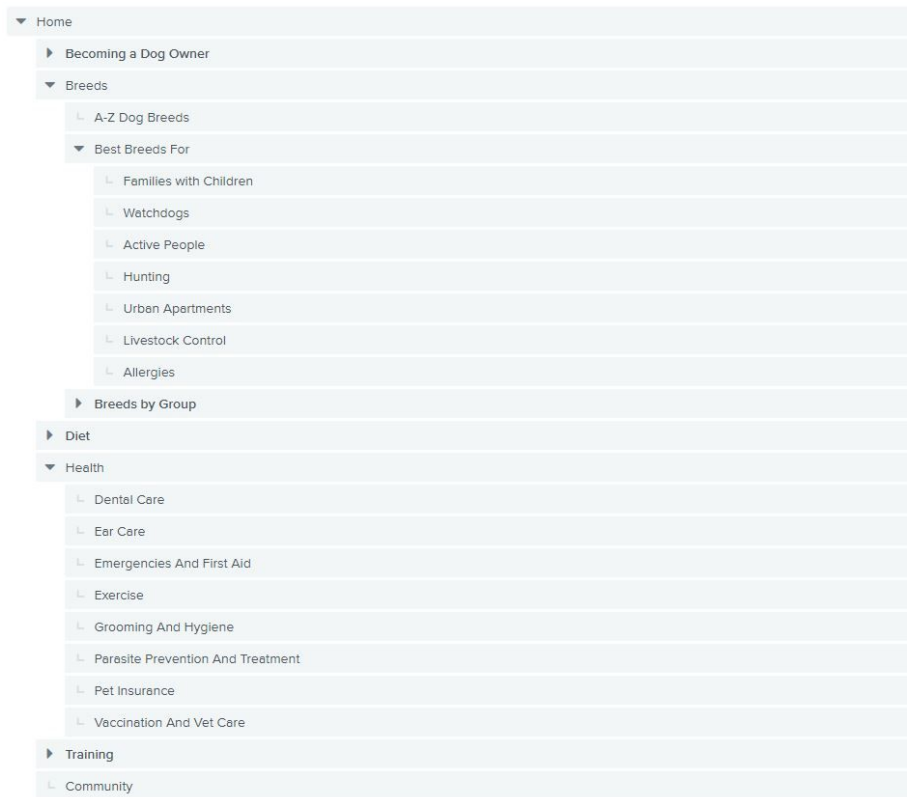 Home
Becoming a Dog Owner
Breeds
A-Z Dog Breeds
Best Breeds For
Families with Children
Watchdogs
Active People
Hunting
Urban Apartments
Livestock Control
Allergies
Breeds by Group
Diet
Health
Dental Care
Ear Care
Emergencies And First Aid
Exercise
Grooming And Hygiene
Parasite Prevention And Treatment
Pet Insurance
Vaccination And Vet Care
Training
Community